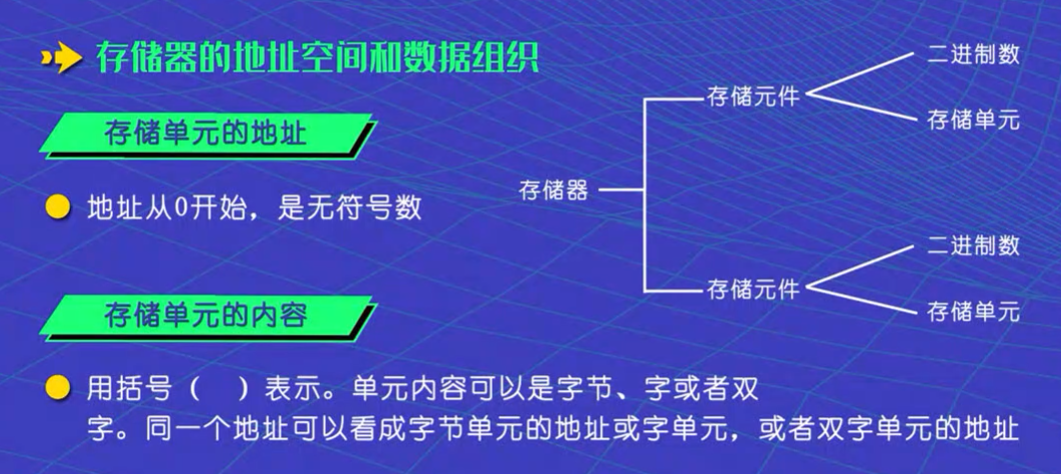 存储器的地址空间和数据组织
存储单元的地址
地址从0开始，是无符号数
存储单元的内容
用括号（ ）表示。单元内容可以是字节、字或者双
字。同一个地址可以看成字节单元的地址或字单元，或者双字单元的地址
存储器
存储元件
二进制数
存储单元
存储元件
二进制数
存储单元